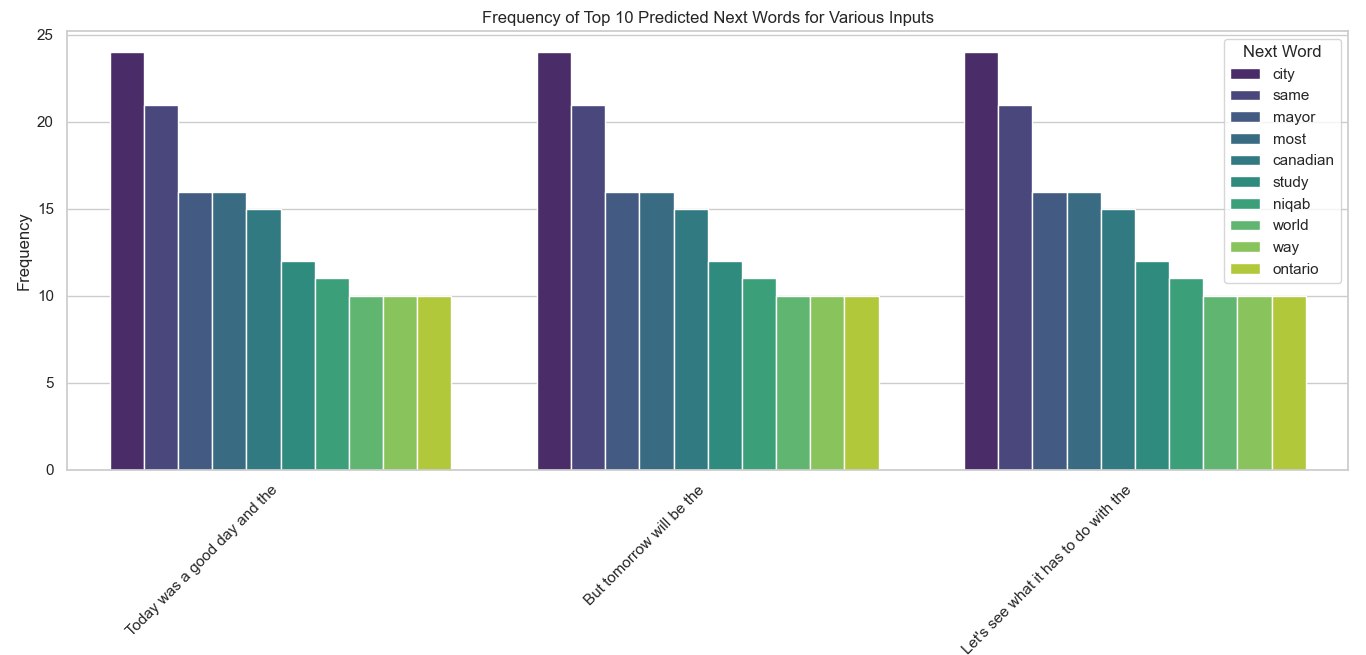 Frequency of Top 10 Predicted Next Words for Various Inputs
Frequency
25
20
15
10
5
0
Next Word
city
same
mayor
most
canadian
study
niqab
world
way
ontario
Today was a good day and the
But tomorrow will be the
Let's see what it has to do with the